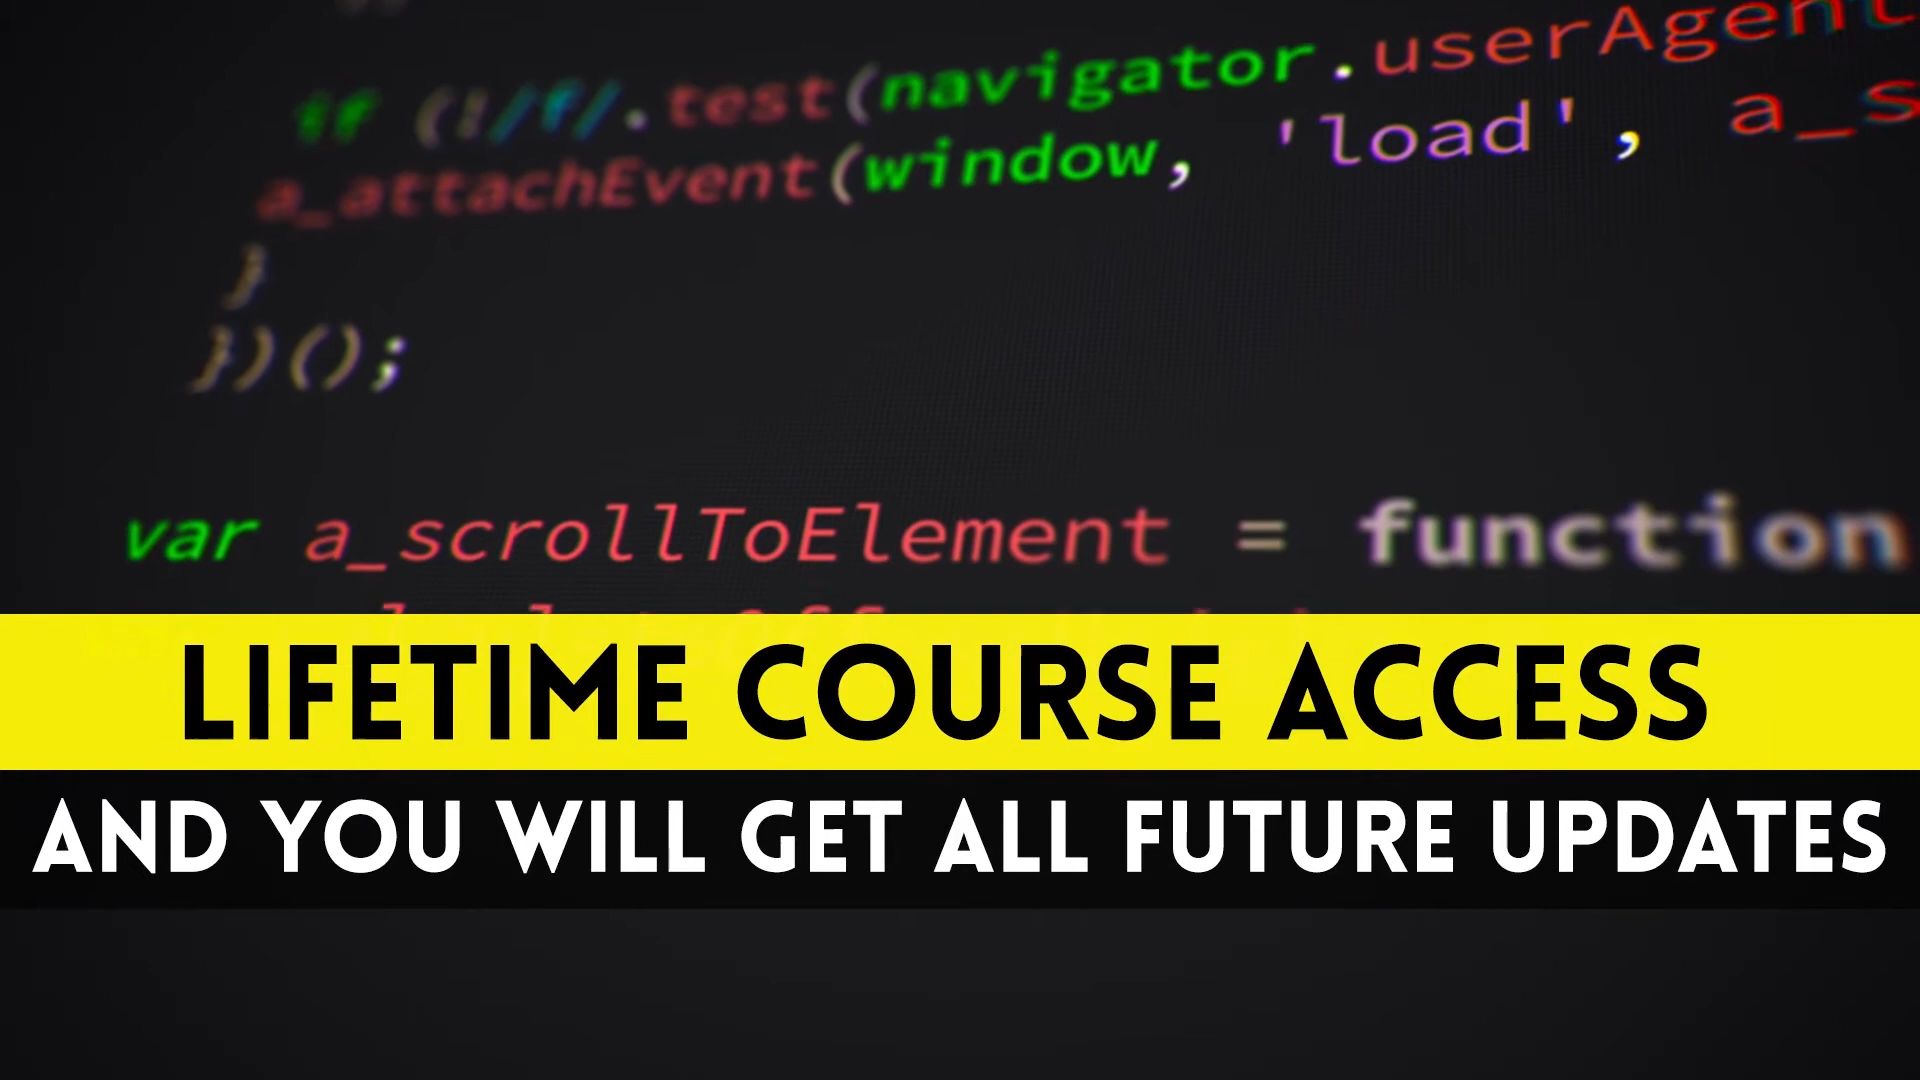 if (!/f/.test(navigator.userAgent
a_attachEvent(window, 'load', a_s
}
})();
var a_scrollToElement = function
LIFETIME COURSE ACCESS
AND YOU WILL GET ALL FUTURE UPDATES